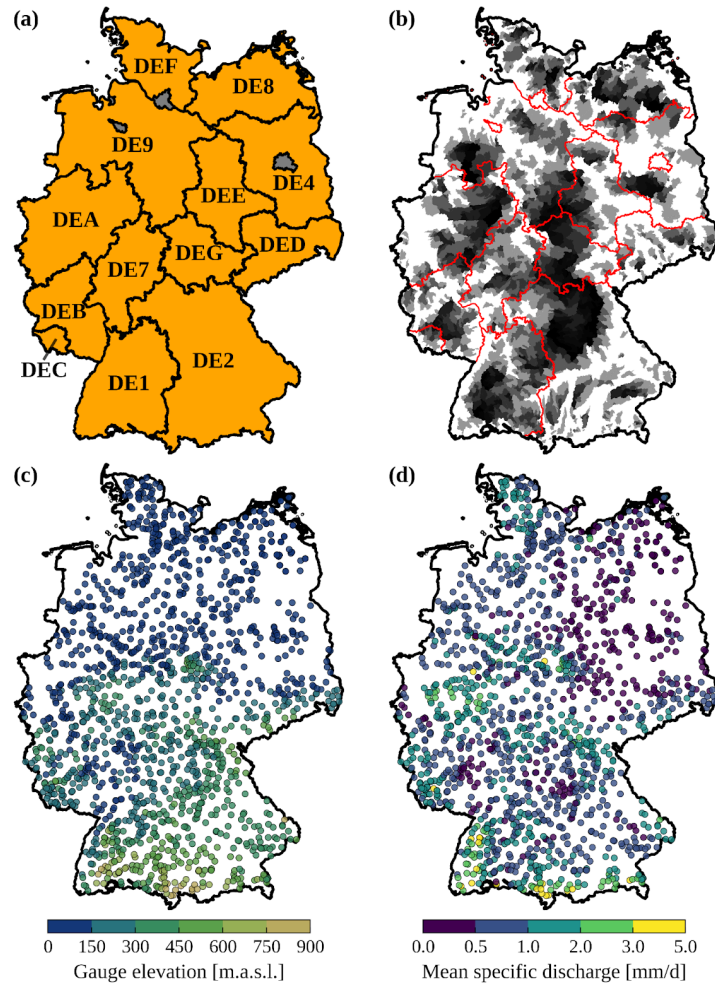 (a)
(b)
DEF
DE8
DE9
DE4
DEE
DEA
DED
DEG
DE7
DEB
DEC
DE2
DE1
(c)
(d)
0 150 300 450 600 750 900
Gauge elevation [m.a.s.l.]
0.0 0.5 1.0 2.0 3.0 5.0
Mean specific discharge [mm/d]